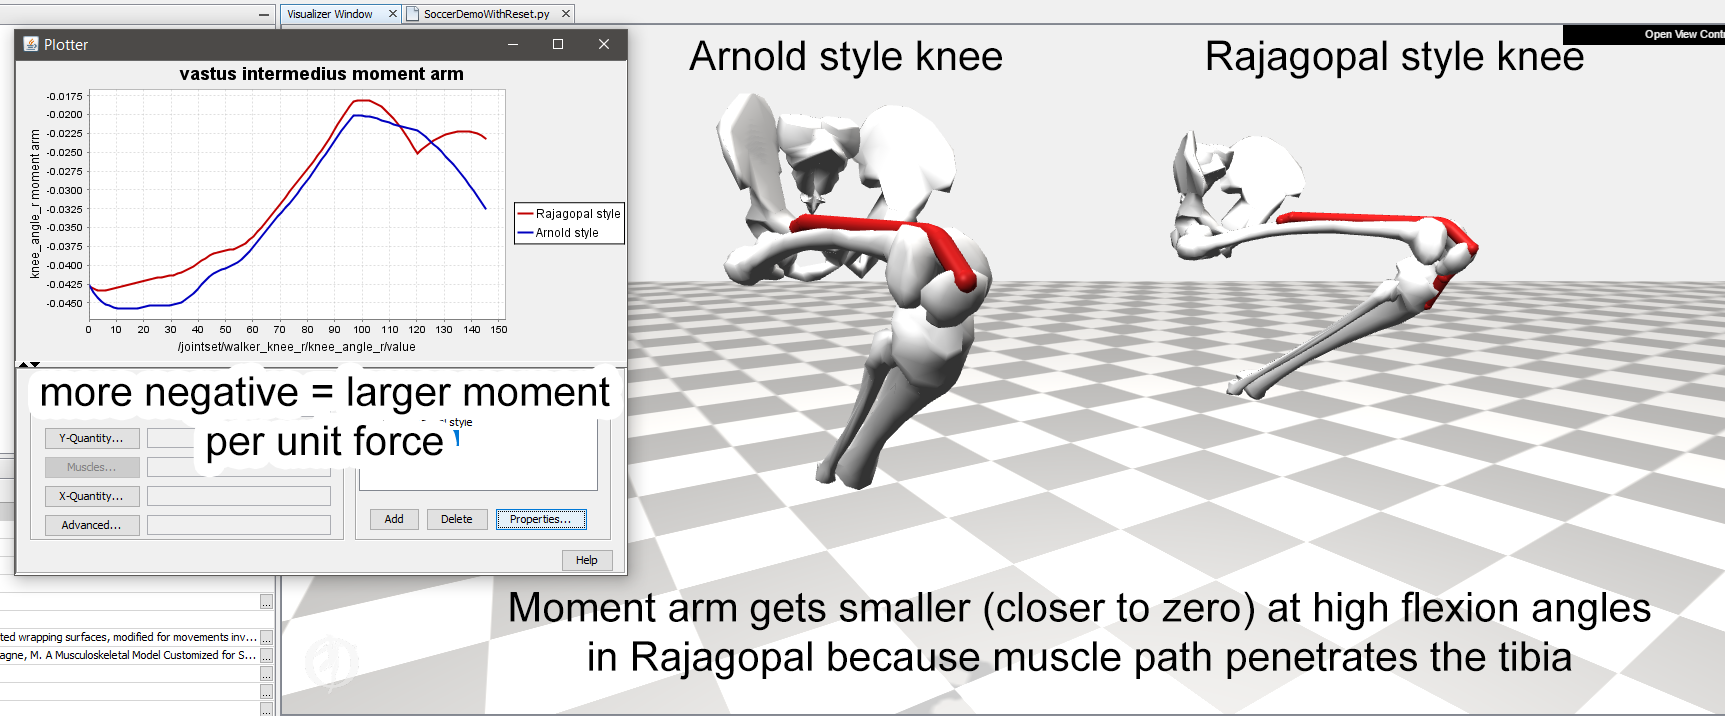 Visualizer Window
SoccerDemoWithReset.py
Plotter
Open View Contr
Arnold style knee
Rajagopal style knee
vastus intermedius moment arm
knee_angle_r moment arm
-0.0175
-0.0200
-0.0225
-0.0250
-0.0275
-0.0300
-0.0325
-0.0350
-0.0375
-0.0400
-0.0425
-0.0450
0 10 20 30 40 50 60 70 80 90 100 110 120 130 140 150
/jointset/walker_knee_r/knee_angle_r/value
Rajagopal style
Arnold style
more negative = larger moment
per unit force
style
Y-Quantity...
Muscles...
X-Quantity...
Advanced...
Add
Delete
Properties...
Help
Moment arm gets smaller (closer to zero) at high flexion angles
in Rajagopal because muscle path penetrates the tibia
...
ted wrapping surfaces, modified for movements inv... ...
agne, M. A Musculoskeletal Model Customized for S... ...
...
...
...